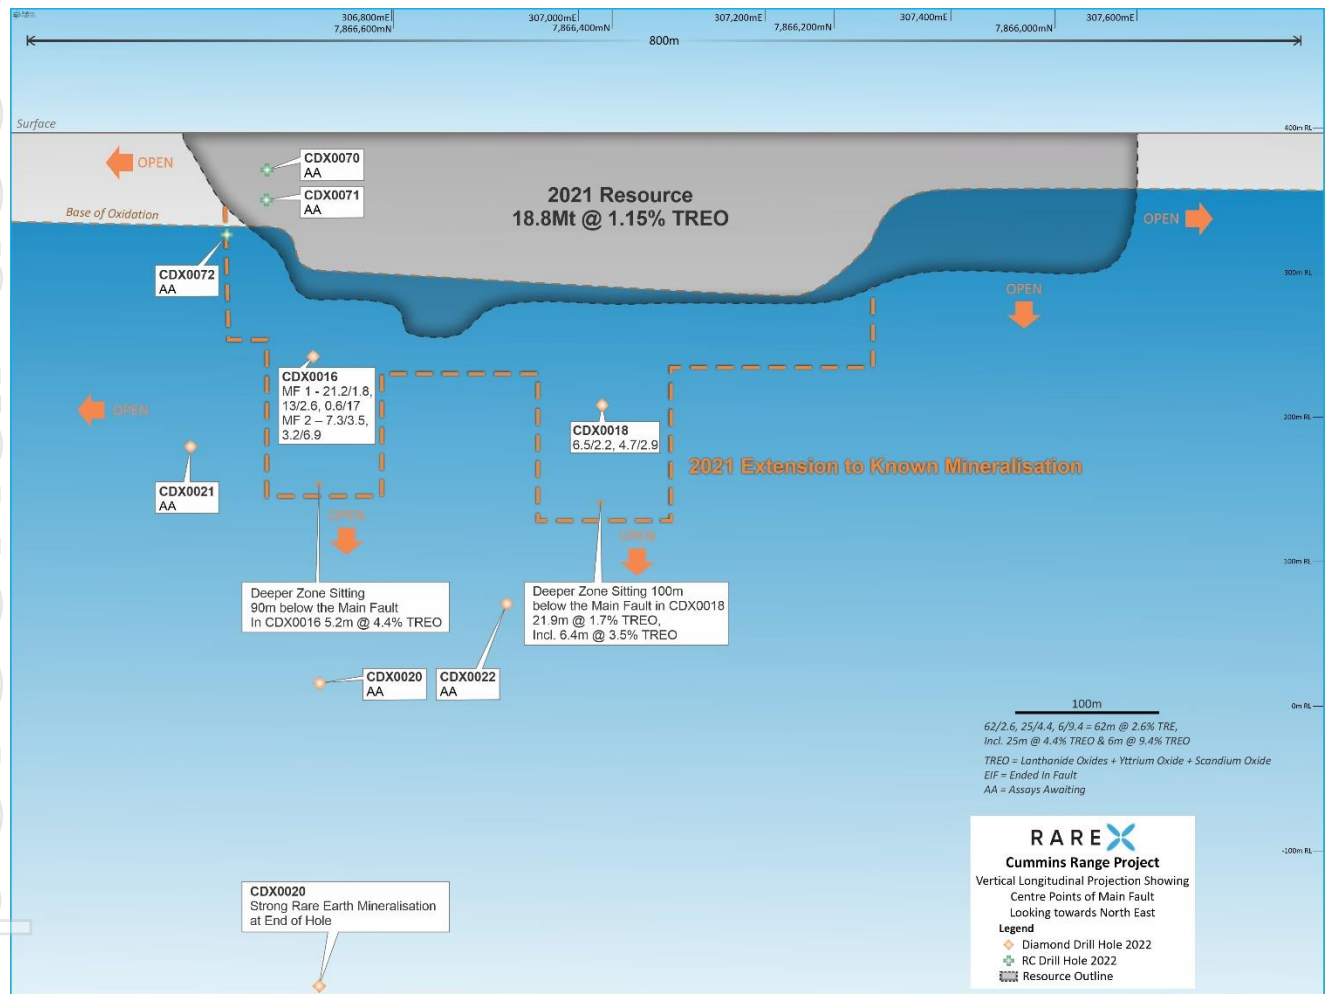 306,800mE
307,000mE
307,200mE
307,400mE
307,600mE
7,866,600mN
7,866,400mN
7,866,200mN
7,866,000mN
800m
Surface
400m RL
OPEN
CDX0070
AA
CDX0071
AA
2021 Resource
18.8Mt @ 1.15% TREO
Base of Oxidation
OPEN
CDX0072
AA
300m RL
OPEN
CDX0016
MF 1 - 21.2/1.8,
13/2.6, 0.6/17
MF 2 – 7.3/3.5,
3.2/6.9
OPEN
200m RL
CDX0018
6.5/2.2, 4.7/2.9
2021 Extension to Known Mineralisation
CDX0021
AA
OPEN
OPEN
100m RL
Deeper Zone Sitting
90m below the Main Fault
In CDX0016 5.2m @ 4.4% TREO
Deeper Zone Sitting 100m
below the Main Fault in CDX0018
21.9m @ 1.7% TREO,
Incl. 6.4m @ 3.5% TREO
CDX0020
AA
CDX0022
AA
0m RL
100m
62/2.6, 25/4.4, 6/9.4 = 62m @ 2.6% TRE,
Incl. 25m @ 4.4% TREO & 6m @ 9.4% TREO
TREO = Lanthanide Oxides + Yttrium Oxide + Scandium Oxide
EIF = Ended In Fault
AA = Assays Awaiting
-100m RL
CDX0020
Strong Rare Earth Mineralisation
at End of Hole
RAREX
Cummins Range Project
Vertical Longitudinal Projection Showing
Centre Points of Main Fault
Looking towards North East
Legend
Diamond Drill Hole 2022
RC Drill Hole 2022
Resource Outline